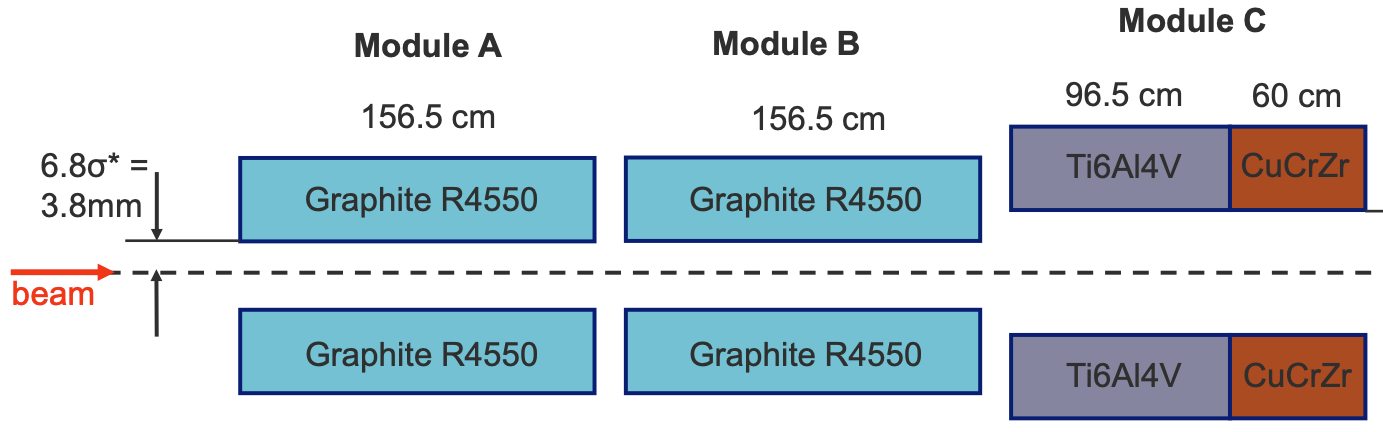 Module A
Module B
Module C
156.5 cm
156.5 cm
96.5 cm
60 cm
6.8σ* =
3.8mm
Graphite R4550
Graphite R4550
Ti6Al4V
CuCrZr
beam
Graphite R4550
Graphite R4550
Ti6Al4V
CuCrZr